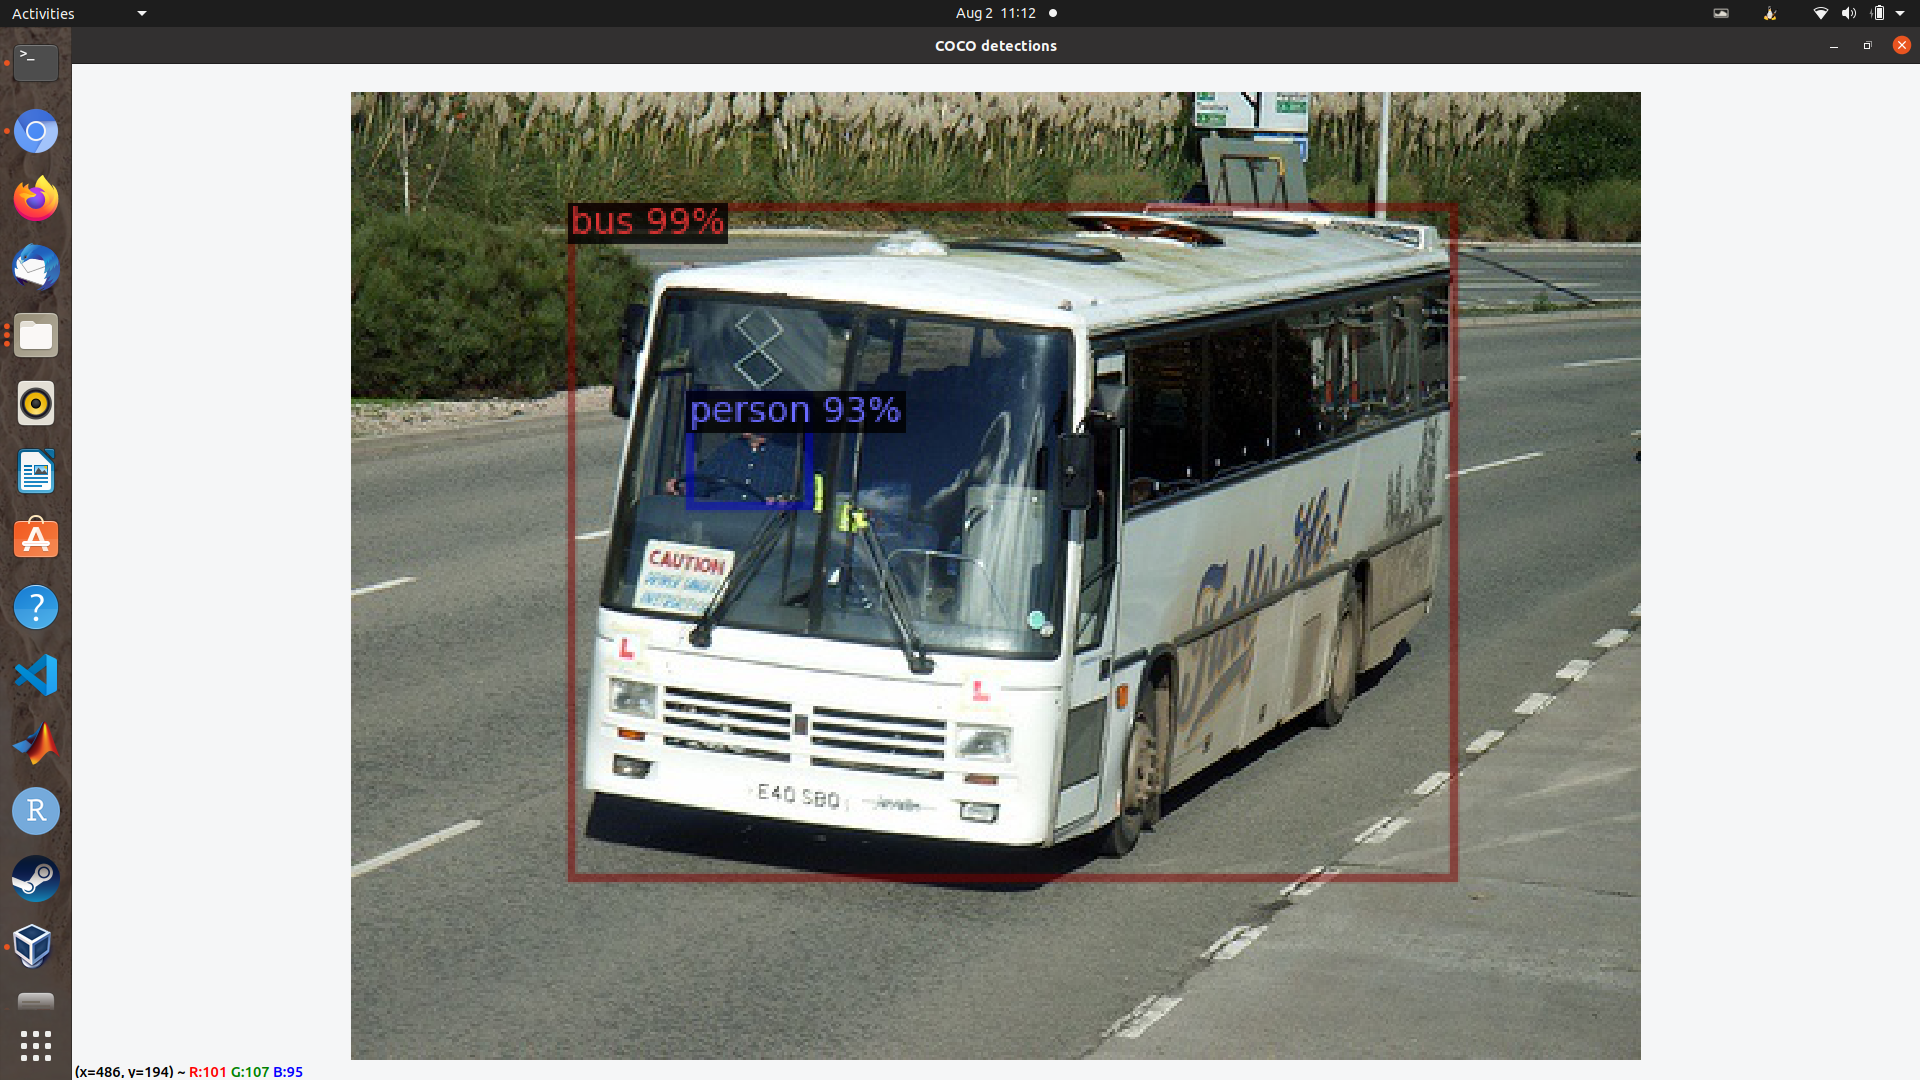 Activities
Aug 2 11:12
COCO detections
>_
bus 99%
person 93%
CAUTION
L
L
E40 SBO
?
R
(x=486, y=194) ~ R:101 G:107 B:95